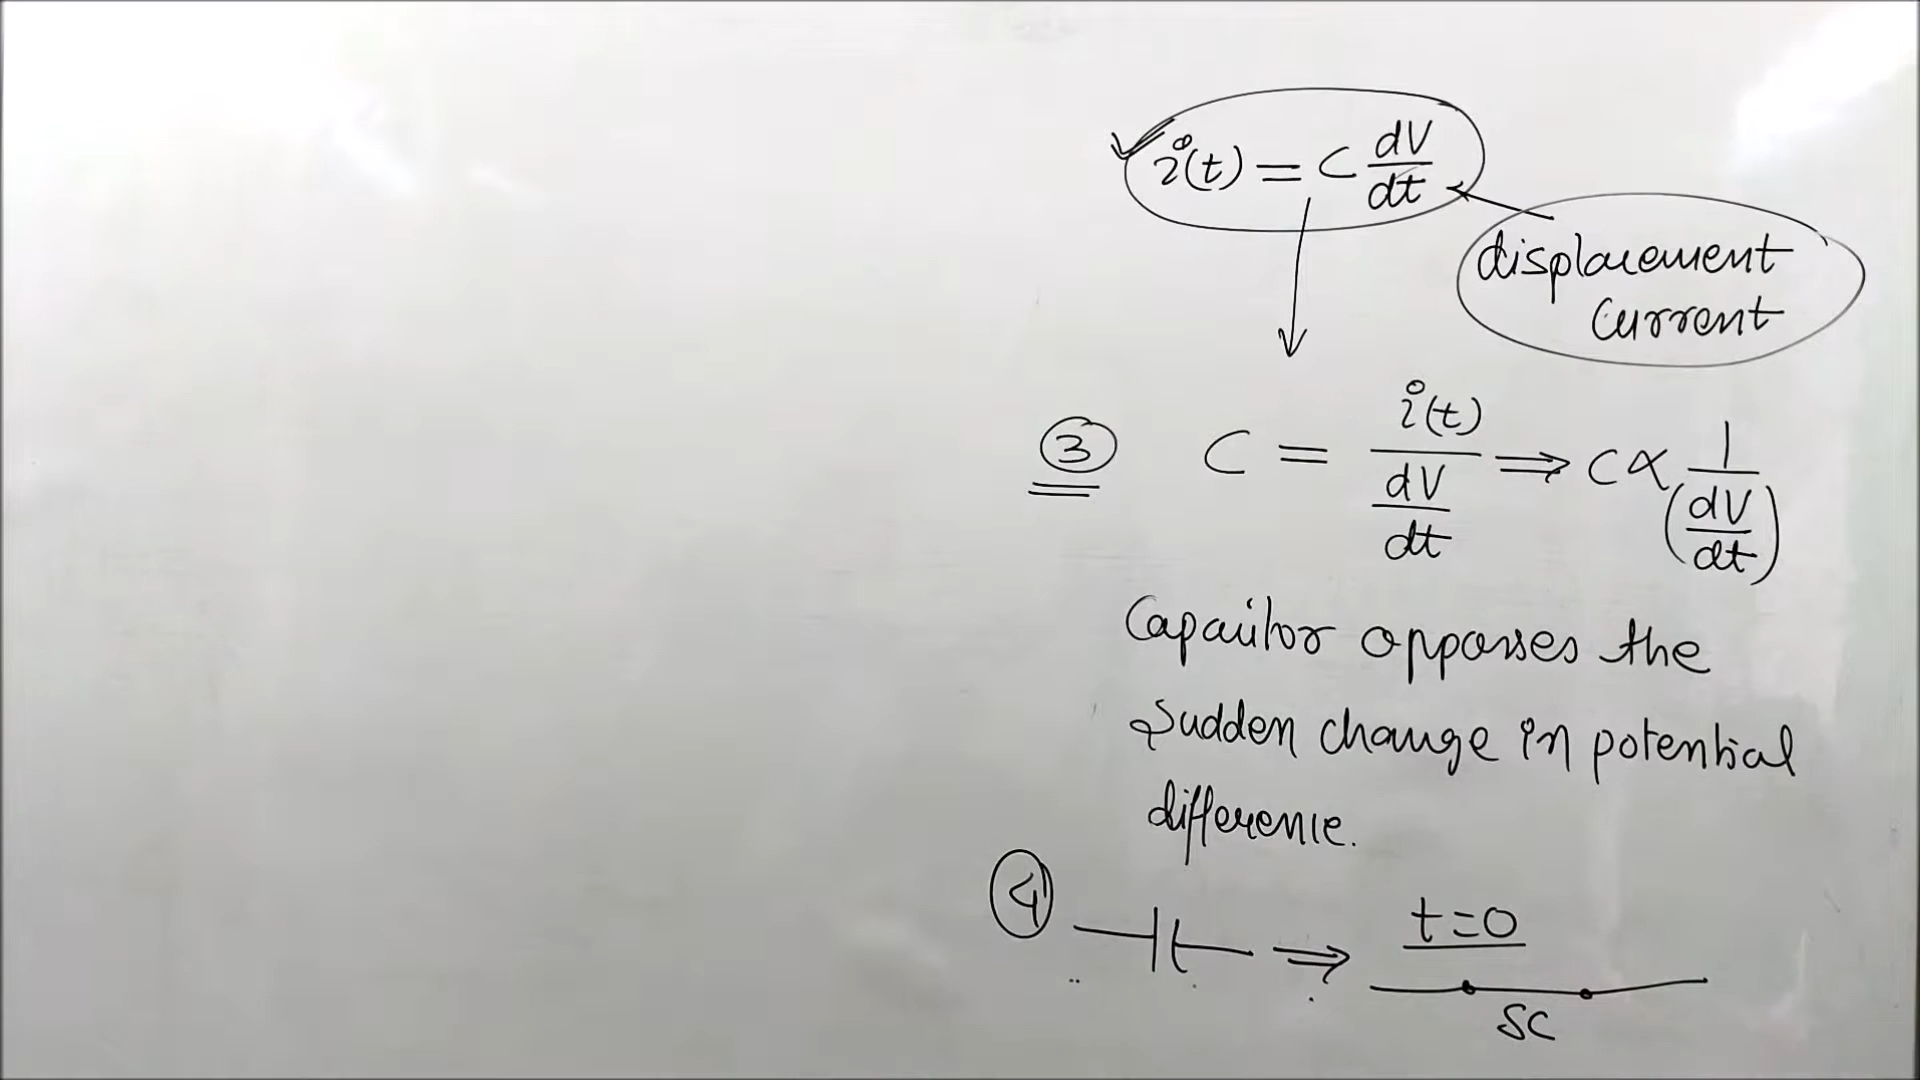 i(t) = C dV/dt
displacement
current
③ C = i(t)/(dV/dt) ⇒ C ∝ 1/(dV/dt)
Capacitor opposses the
sudden change in potential
difference.
④ ⇒ t=0
SC